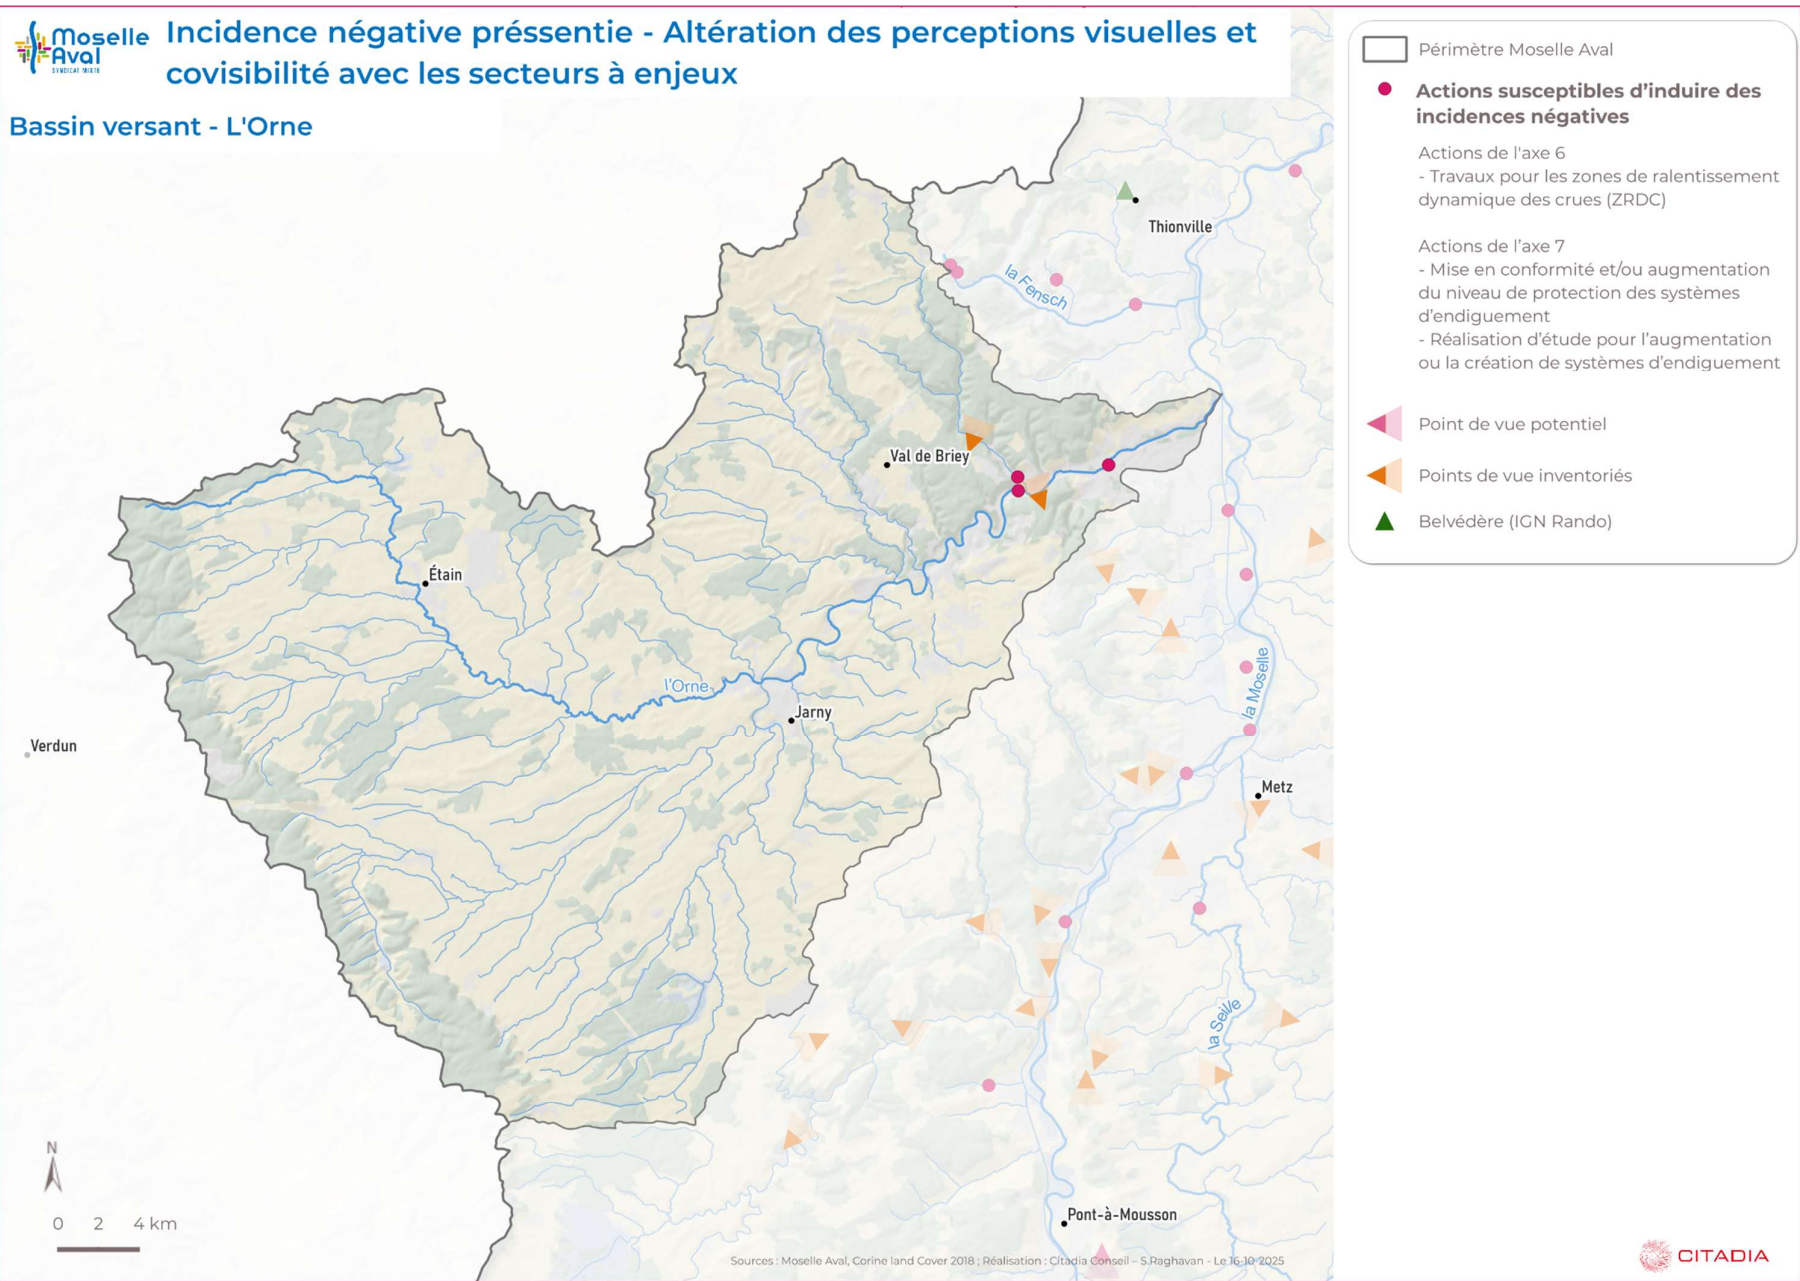 Moselle
Aval
SYNDICAT MIXTE
Incidence négative préssentie - Altération des perceptions visuelles et
covisibilité avec les secteurs à enjeux
Bassin versant - L'Orne
Périmètre Moselle Aval
Actions susceptibles d’induire des
incidences négatives
Actions de l'axe 6
- Travaux pour les zones de ralentissement
dynamique des crues (ZRDC)
Actions de l’axe 7
- Mise en conformité et/ou augmentation
du niveau de protection des systèmes
d’endiguement
- Réalisation d’étude pour l’augmentation
ou la création de systèmes d’endiguement
Point de vue potentiel
Points de vue inventoriés
Belvédère (IGN Rando)
Thionville
la Fensch
Val de Briey
Étain
l'Orne
la Moselle
Jarny
Verdun
Metz
la Seille
Pont-à-Mousson
N
0 2 4 km
Sources : Moselle Aval, Corine land Cover 2018 ; Réalisation : Citadia Conseil – S.Raghavan - Le 16-10-2025
CITADIA